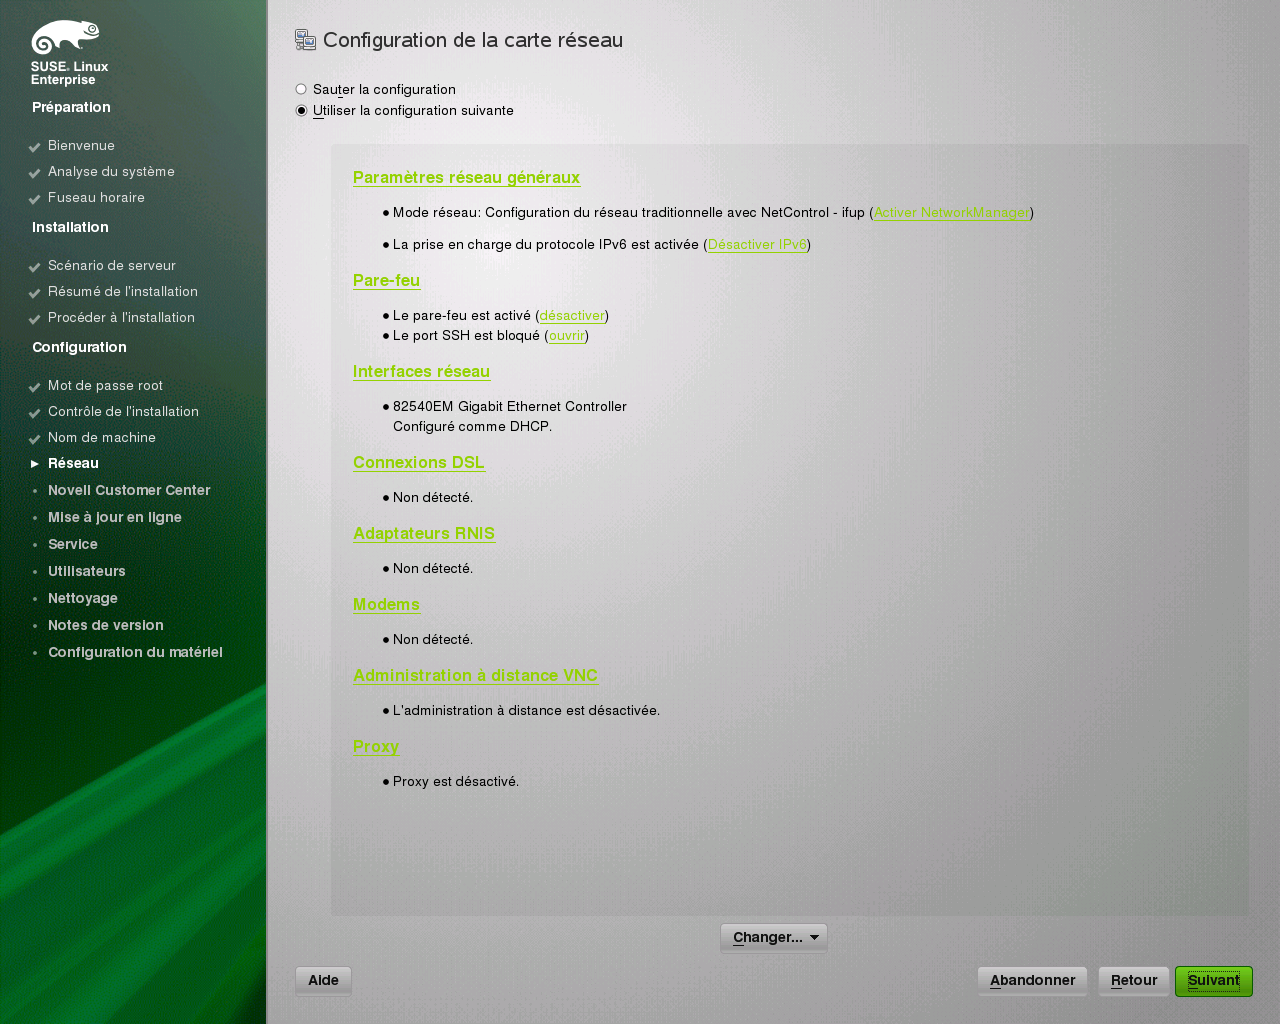 SUSE® Linux
Enterprise
Préparation
Bienvenue
Analyse du système
Fuseau horaire
Installation
Scénario de serveur
Résumé de l'installation
Procéder à l'installation
Configuration
Mot de passe root
Contrôle de l'installation
Nom de machine
Réseau
Novell Customer Center
Mise à jour en ligne
Service
Utilisateurs
Nettoyage
Notes de version
Configuration du matériel
Configuration de la carte réseau
Sauter la configuration
Utiliser la configuration suivante
Paramètres réseau généraux
● Mode réseau: Configuration du réseau traditionnelle avec NetControl - ifup (Activer NetworkManager)
● La prise en charge du protocole IPv6 est activée (Désactiver IPv6)
Pare-feu
● Le pare-feu est activé (désactiver)
● Le port SSH est bloqué (ouvrir)
Interfaces réseau
● 82540EM Gigabit Ethernet Controller
Configuré comme DHCP.
Connexions DSL
● Non détecté.
Adaptateurs RNIS
● Non détecté.
Modems
● Non détecté.
Administration à distance VNC
● L'administration à distance est désactivée.
Proxy
● Proxy est désactivé.
Changer...
Aide Abandonner Retour Suivant